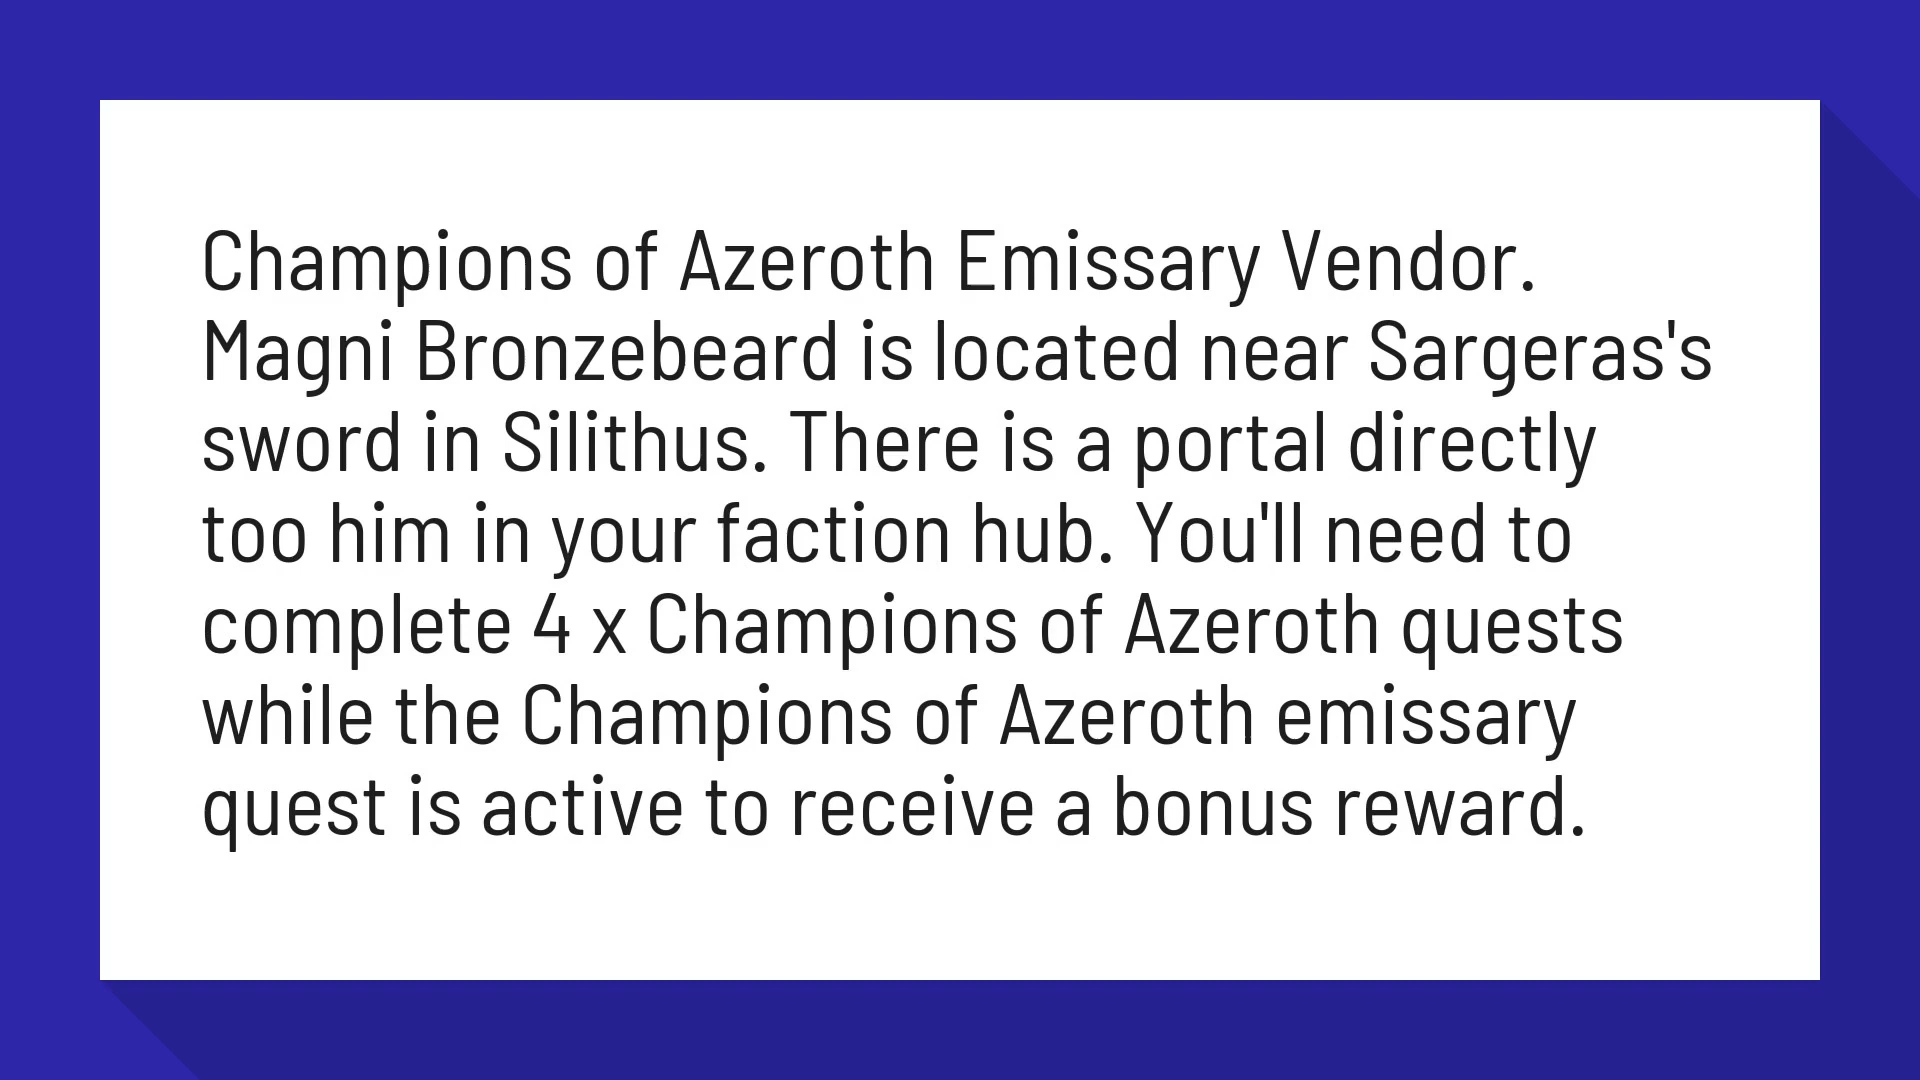 Champions of Azeroth Emissary Vendor.
Magni Bronzebeard is located near Sargeras's
sword in Silithus. There is a portal directly
too him in your faction hub. You'll need to
complete 4 x Champions of Azeroth quests
while the Champions of Azeroth emissary
quest is active to receive a bonus reward.